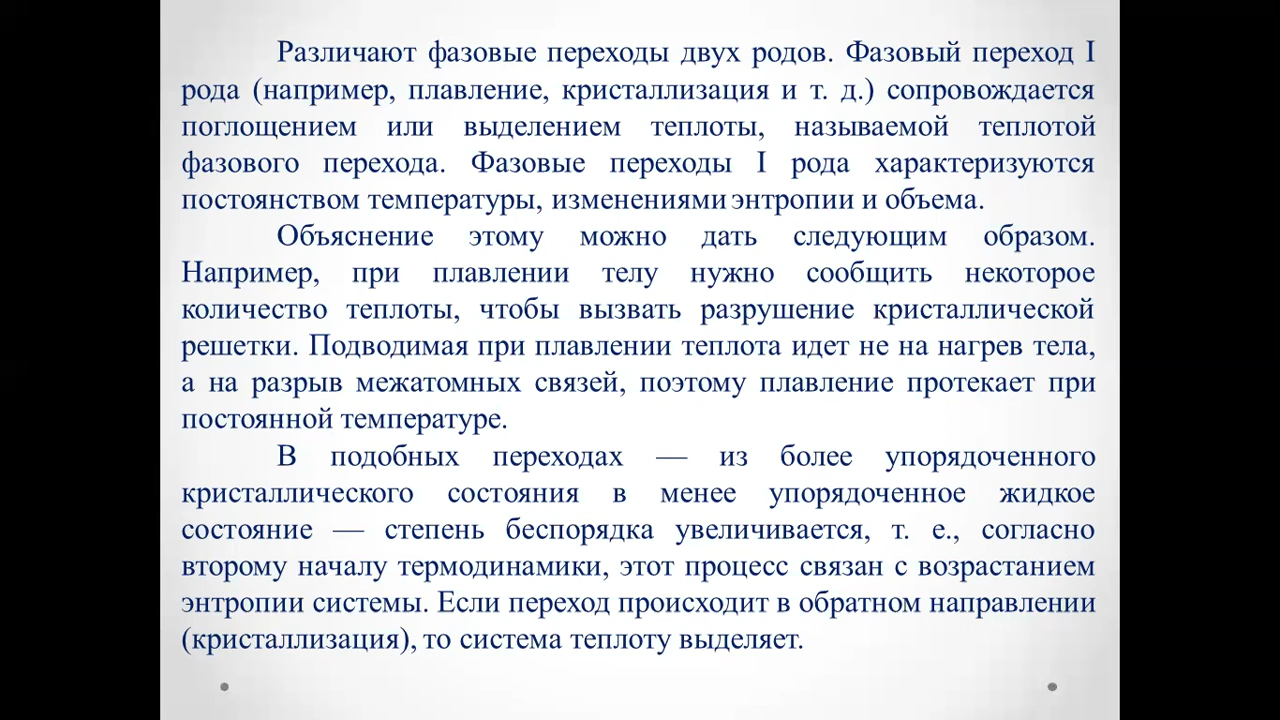 Различают фазовые переходы двух родов. Фазовый переход I
рода (например, плавление, кристаллизация и т. д.) сопровождается
поглощением или выделением теплоты, называемой теплотой
фазового перехода. Фазовые переходы I рода характеризуются
постоянством температуры, изменениями энтропии и объема.
Объяснение этому можно дать следующим образом.
Например, при плавлении телу нужно сообщить некоторое
количество теплоты, чтобы вызвать разрушение кристаллической
решетки. Подводимая при плавлении теплота идет не на нагрев тела,
а на разрыв межатомных связей, поэтому плавление протекает при
постоянной температуре.
В подобных переходах — из более упорядоченного
кристаллического состояния в менее упорядоченное жидкое
состояние — степень беспорядка увеличивается, т. е., согласно
второму началу термодинамики, этот процесс связан с возрастанием
энтропии системы. Если переход происходит в обратном направлении
(кристаллизация), то система теплоту выделяет.